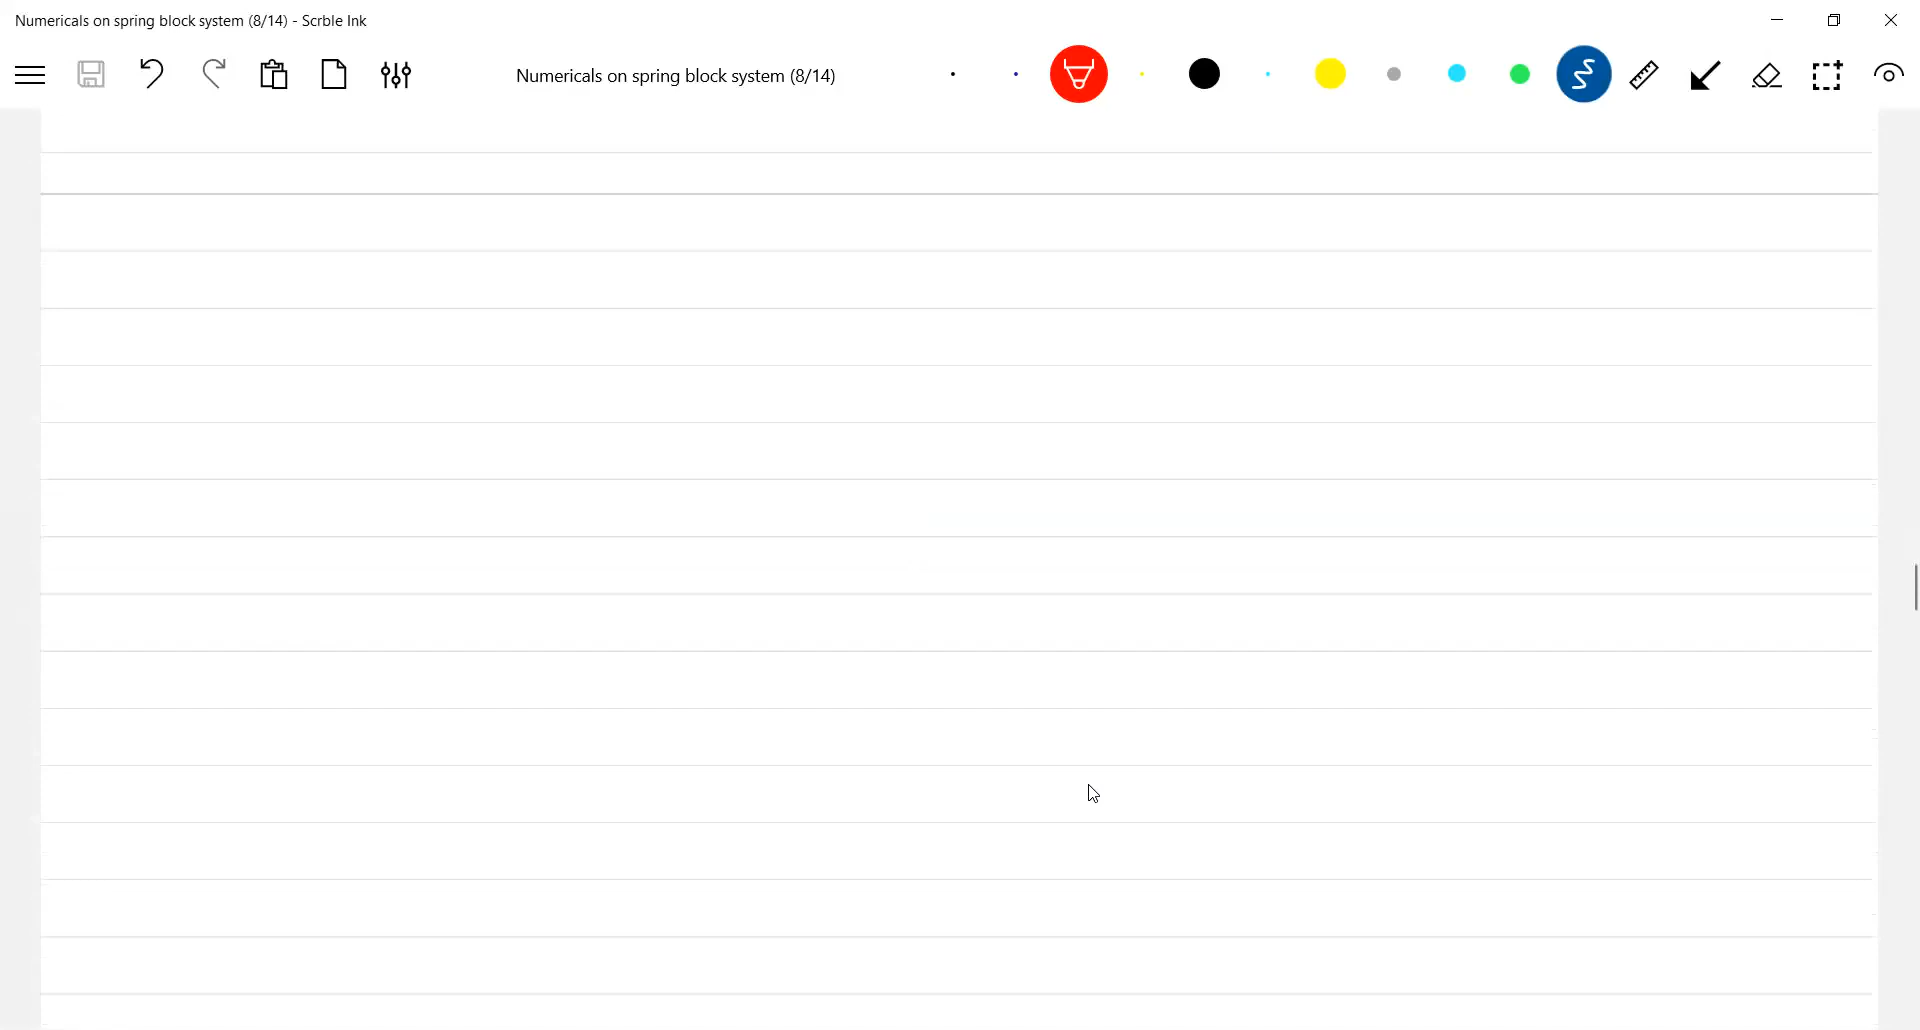 Numericals on spring block system (8/14) - Scrble Ink
Numericals on spring block system (8/14)